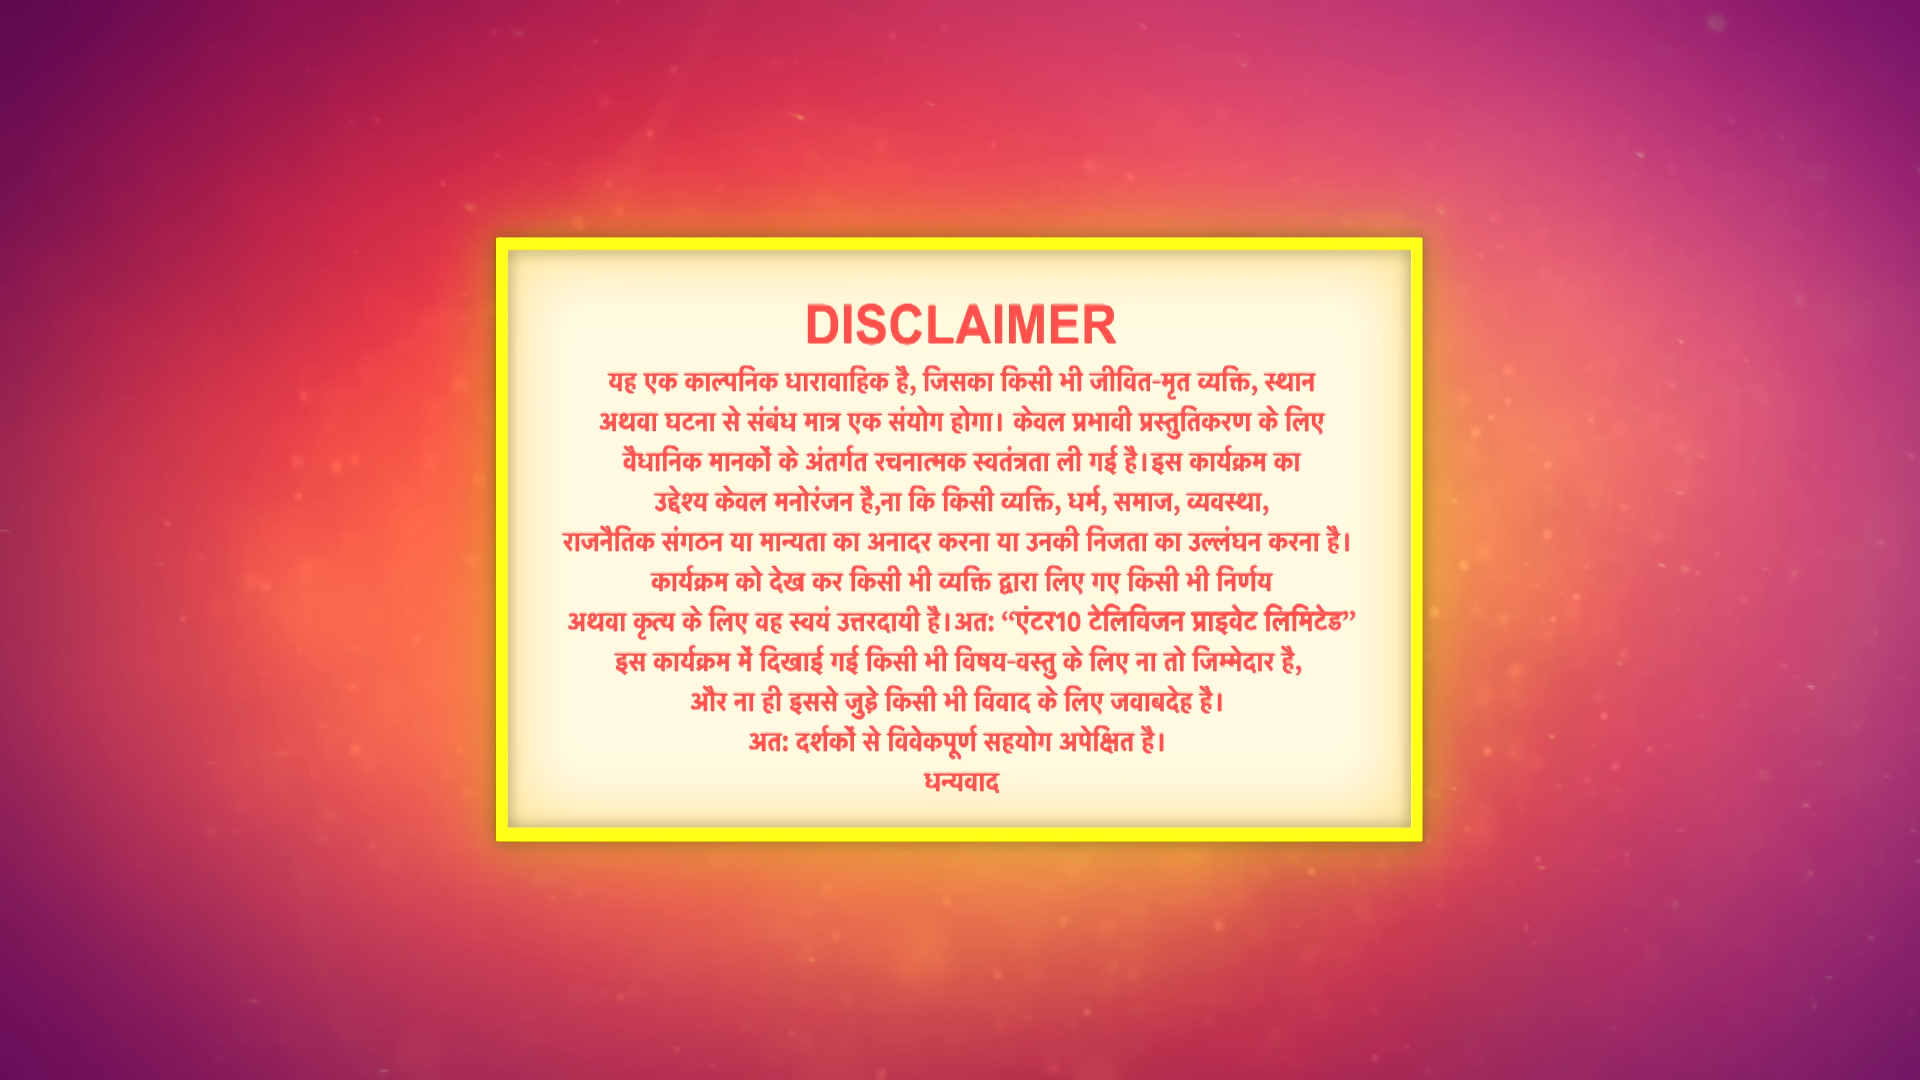 DISCLAIMER
यह एक काल्पनिक धारावाहिक है, जिसका किसी भी जीवित-मृत व्यक्ति, स्थान
अथवा घटना से संबंध मात्र एक संयोग होगा। केवल प्रभावी प्रस्तुतिकरण के लिए
वैधानिक मानकों के अंतर्गत रचनात्मक स्वतंत्रता ली गई है।इस कार्यक्रम का
उद्देश्य केवल मनोरंजन है,ना कि किसी व्यक्ति, धर्म, समाज, व्यवस्था,
राजनैतिक संगठन या मान्यता का अनादर करना या उनकी निजता का उल्लंघन करना है।
कार्यक्रम को देख कर किसी भी व्यक्ति द्वारा लिए गए किसी भी निर्णय
अथवा कृत्य के लिए वह स्वयं उत्तरदायी है।अत: “एंटर10 टेलिविजन प्राइवेट लिमिटेड”
इस कार्यक्रम में दिखाई गई किसी भी विषय-वस्तु के लिए ना तो जिम्मेदार है,
और ना ही इससे जुड़े किसी भी विवाद के लिए जवाबदेह है।
अत: दर्शकों से विवेकपूर्ण सहयोग अपेक्षित है।
धन्यवाद